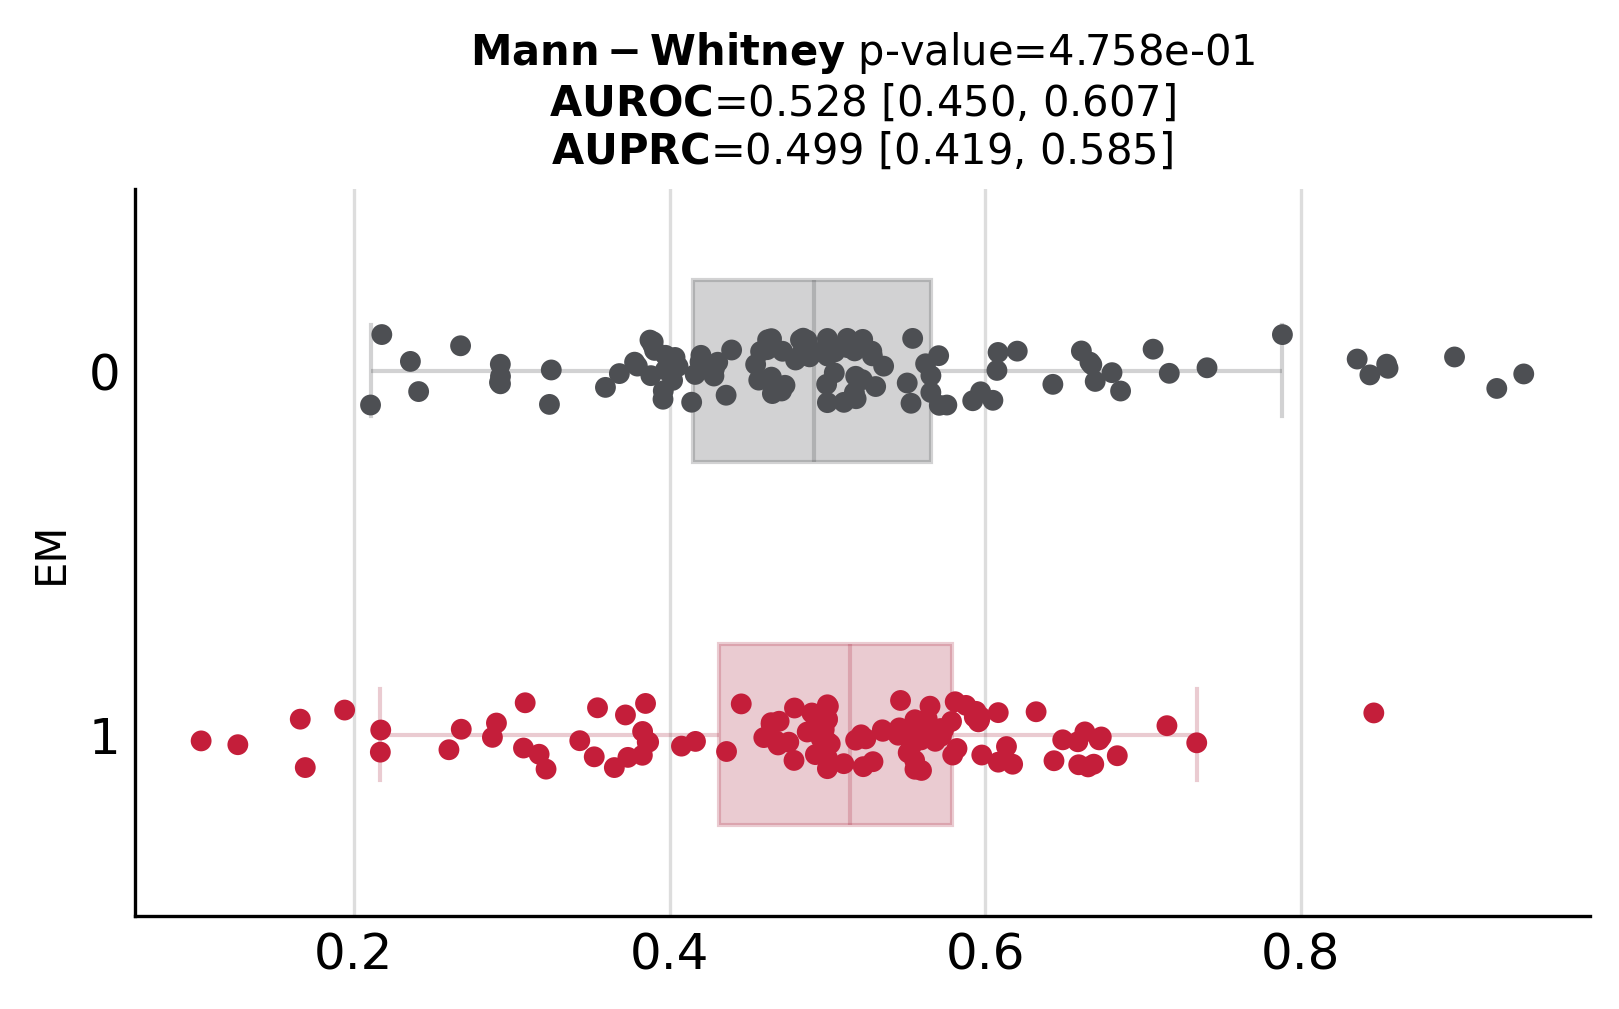 Mann − Whitney p-value=4.758e-01
AUROC=0.528 [0.450, 0.607]
AUPRC=0.499 [0.419, 0.585]
0
EM
1
0.2 0.4 0.6 0.8